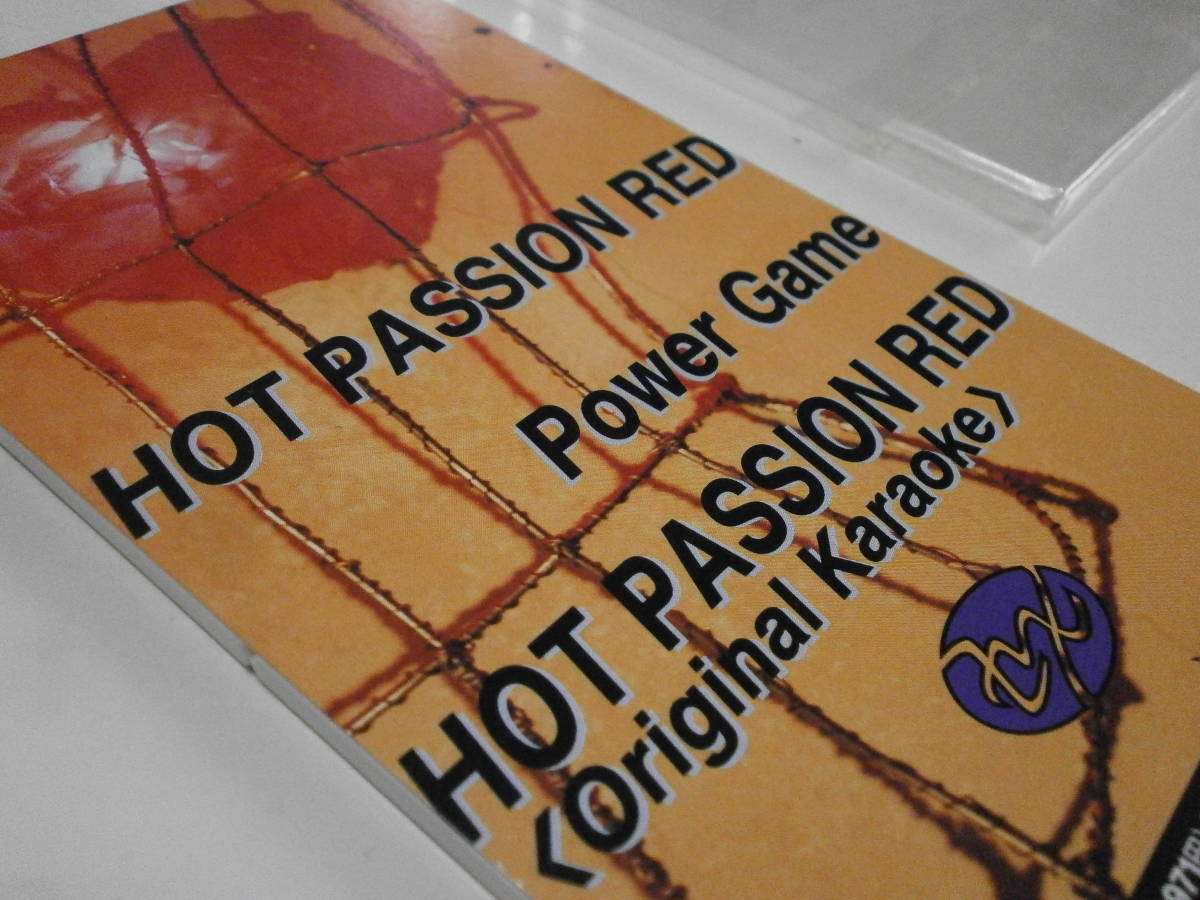 HOT PASSION RED
Power Game
HOT PASSION RED
《Original Karaoke》